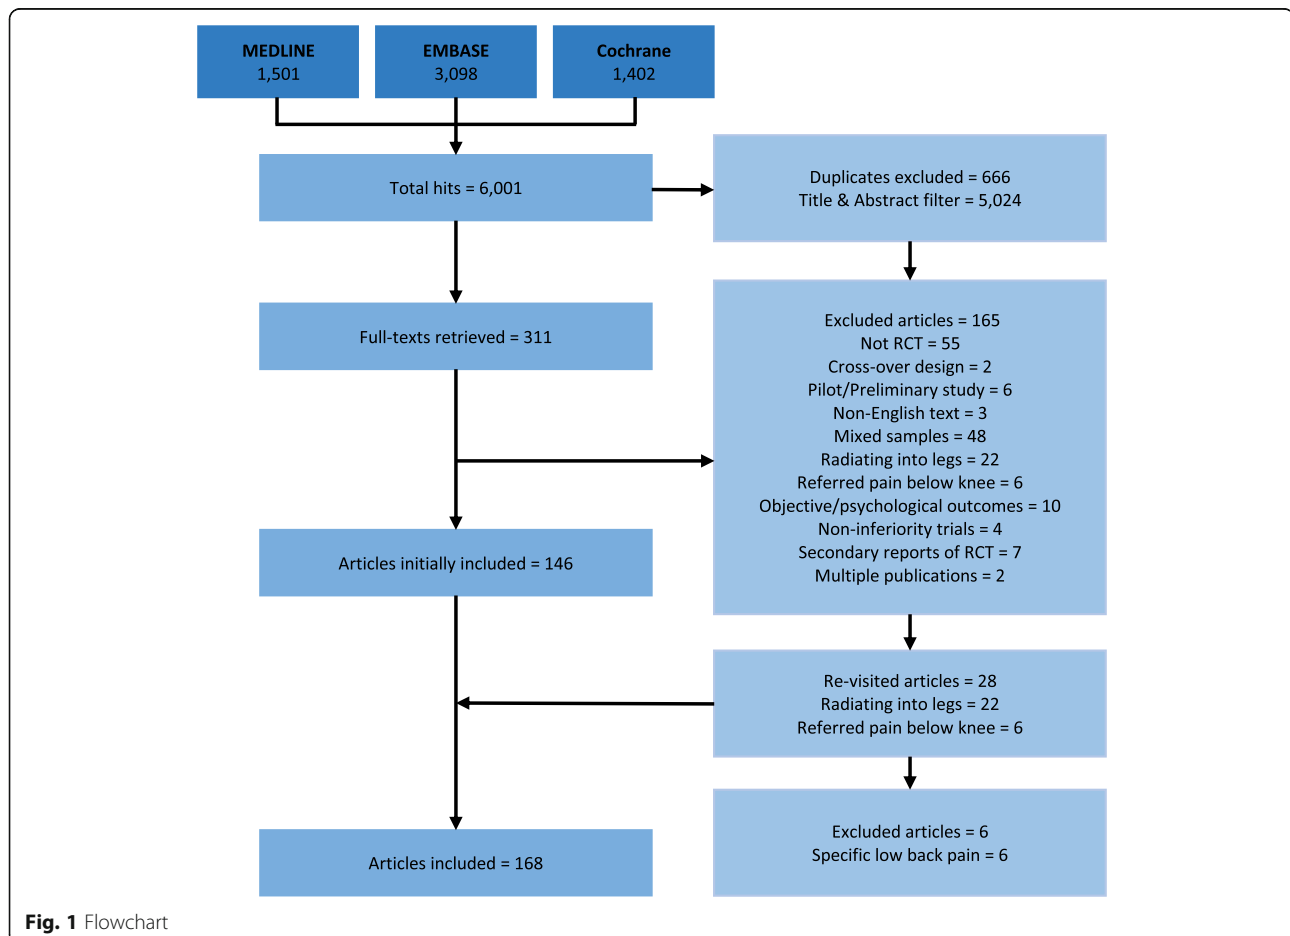 MEDLINE
1,501
EMBASE
3,098
Cochrane
1,402
Total hits = 6,001
Duplicates excluded = 666
Title & Abstract filter = 5,024
Full-texts retrieved = 311
Excluded articles = 165
Not RCT = 55
Cross-over design = 2
Pilot/Preliminary study = 6
Non-English text = 3
Mixed samples = 48
Radiating into legs = 22
Referred pain below knee = 6
Objective/psychological outcomes = 10
Non-inferiority trials = 4
Secondary reports of RCT = 7
Multiple publications = 2
Articles initially included = 146
Re-visited articles = 28
Radiating into legs = 22
Referred pain below knee = 6
Excluded articles = 6
Specific low back pain = 6
Articles included = 168
Fig. 1 Flowchart